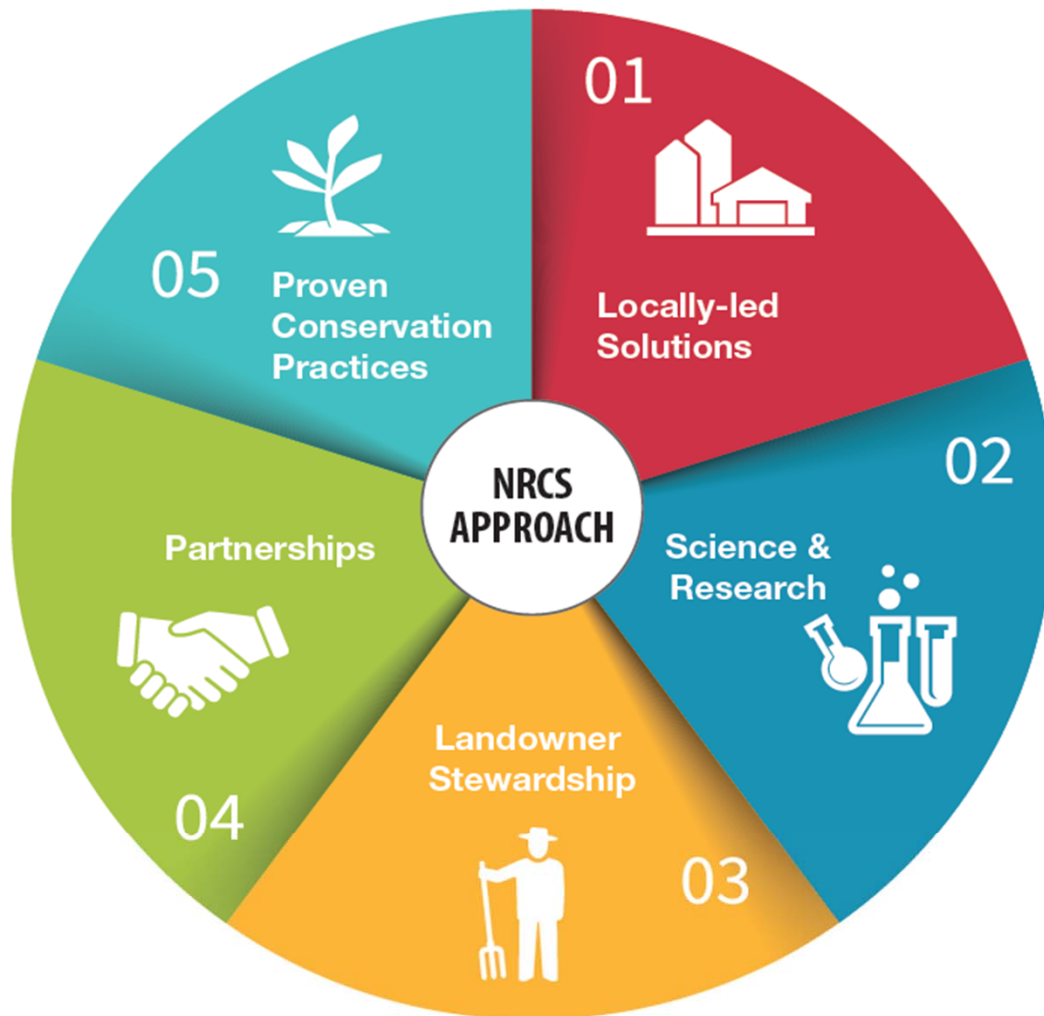 NRCS
APPROACH
01
Locally-led
Solutions
02
Science &
Research
03
Landowner
Stewardship
04
Partnerships
05
Proven
Conservation
Practices